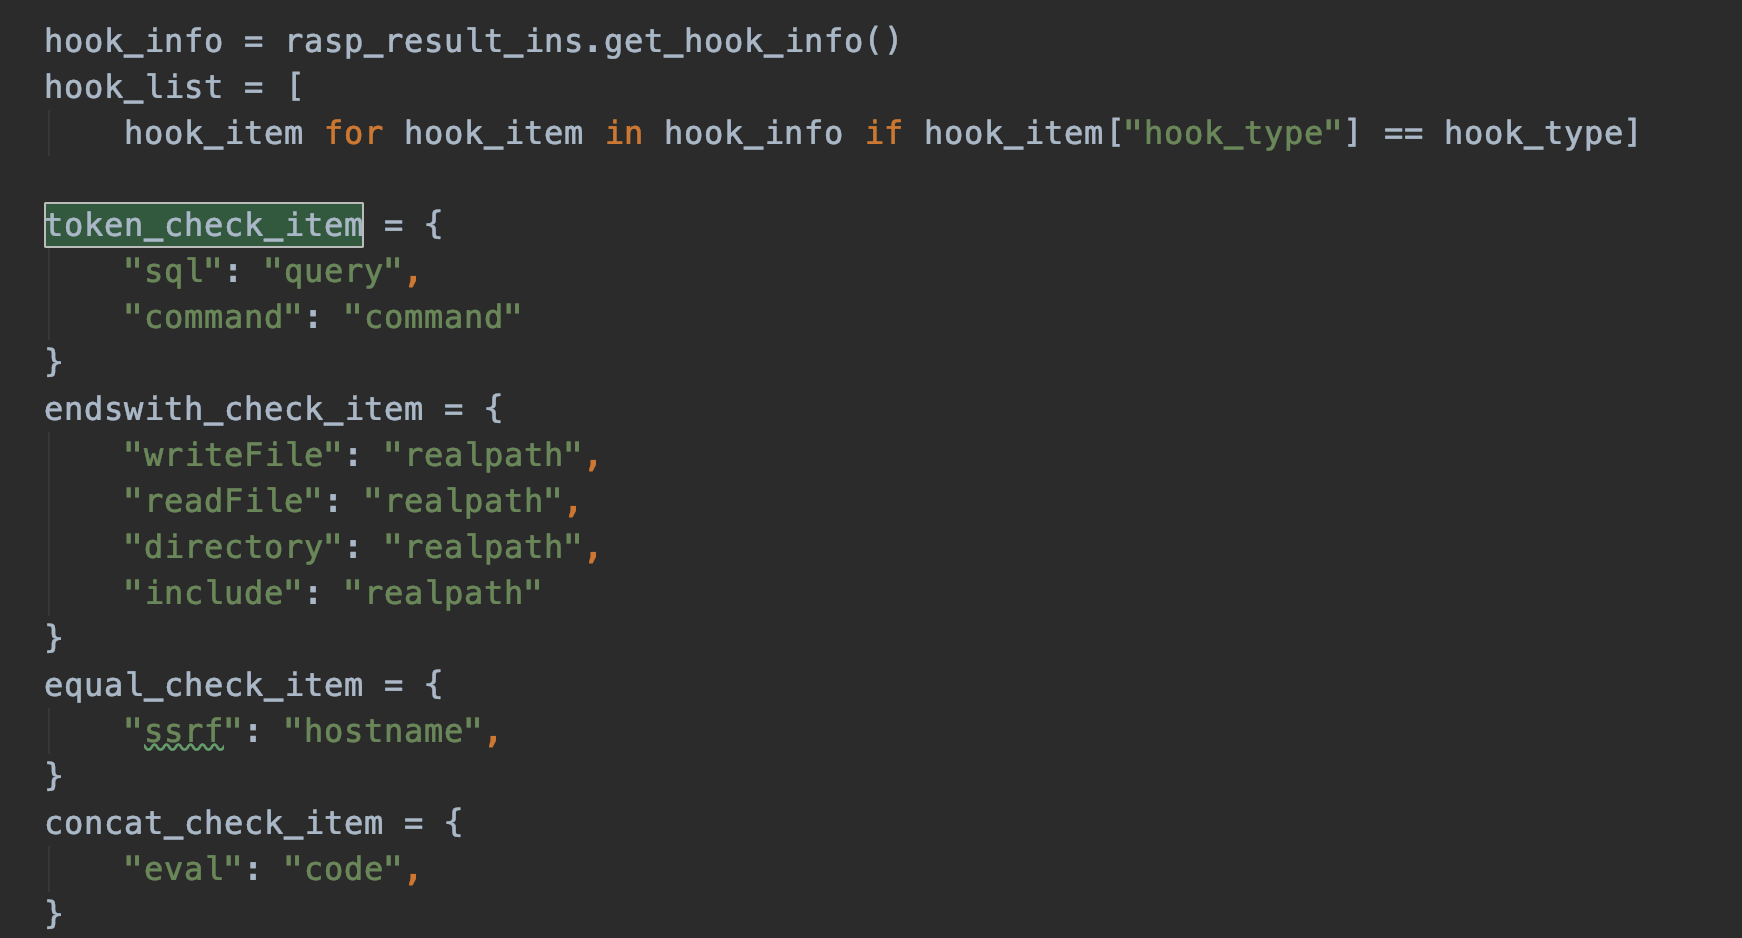 hook_info = rasp_result_ins.get_hook_info()
hook_list = [
    hook_item for hook_item in hook_info if hook_item["hook_type"] == hook_type]

token_check_item = {
    "sql": "query",
    "command": "command"
}
endswith_check_item = {
    "writeFile": "realpath",
    "readFile": "realpath",
    "directory": "realpath",
    "include": "realpath"
}
equal_check_item = {
    "ssrf": "hostname",
}
concat_check_item = {
    "eval": "code",
}